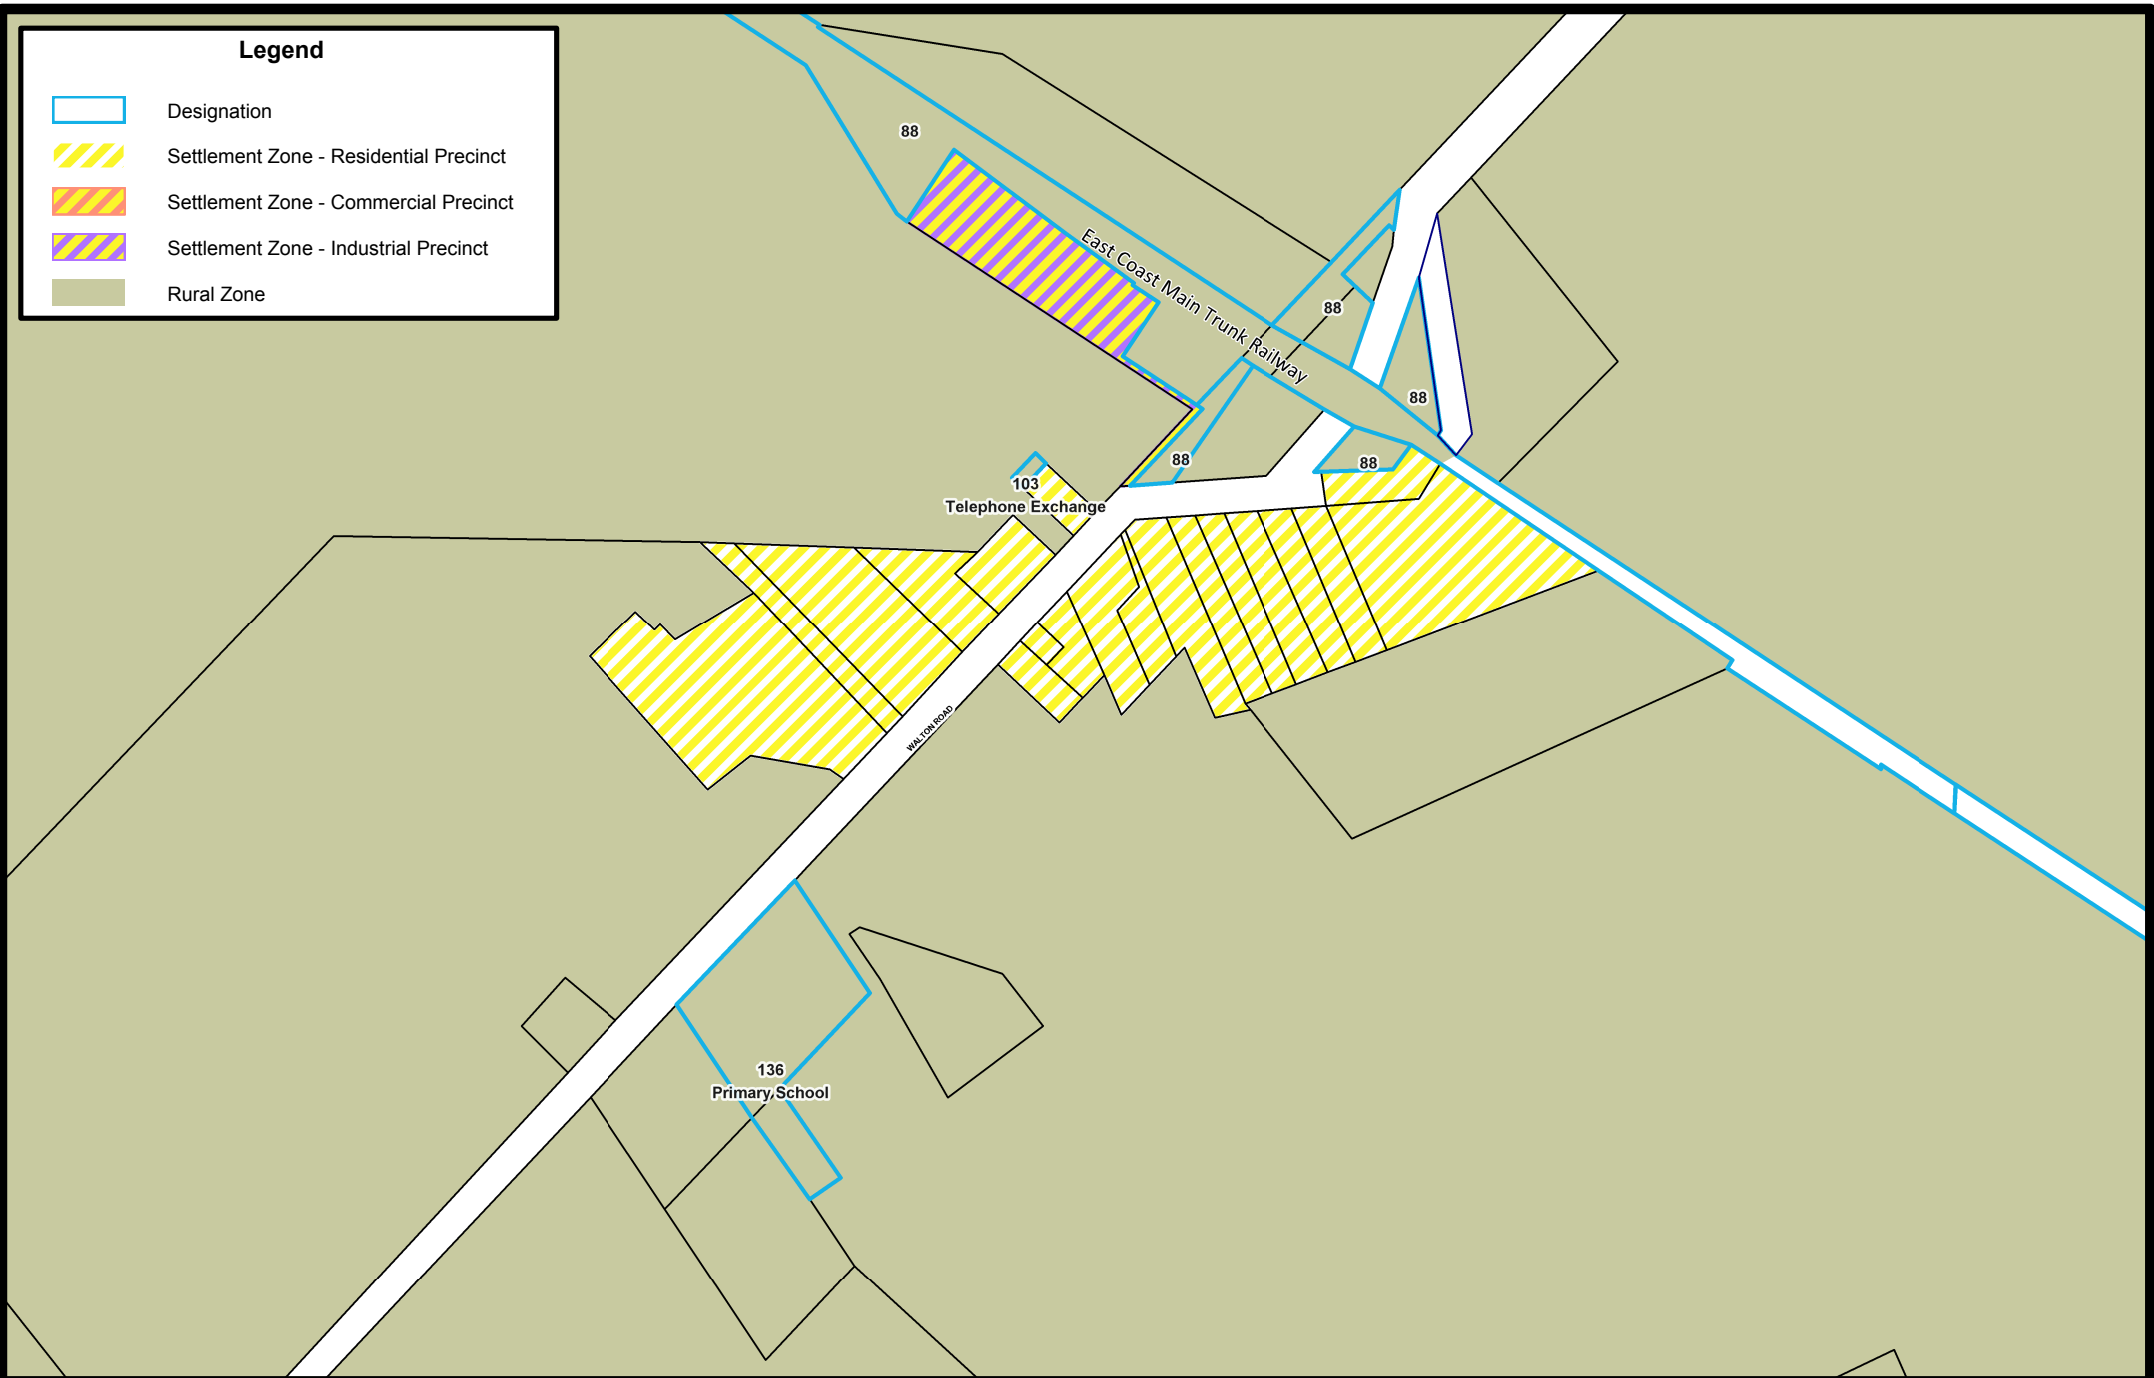 Legend
Designation
Settlement Zone - Residential Precinct
Settlement Zone - Commercial Precinct
Settlement Zone - Industrial Precinct
Rural Zone
88
East Coast Main Trunk Railway
88
88
88
88
103
Telephone Exchange
WALTON ROAD
136
Primary School